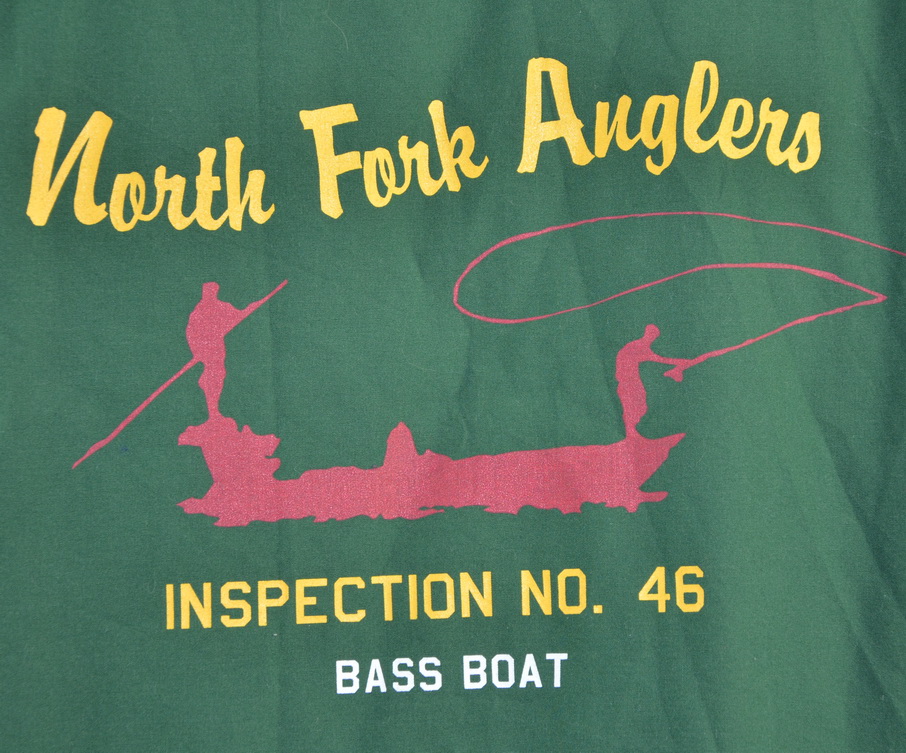 North Fork Anglers
INSPECTION NO. 46
BASS BOAT